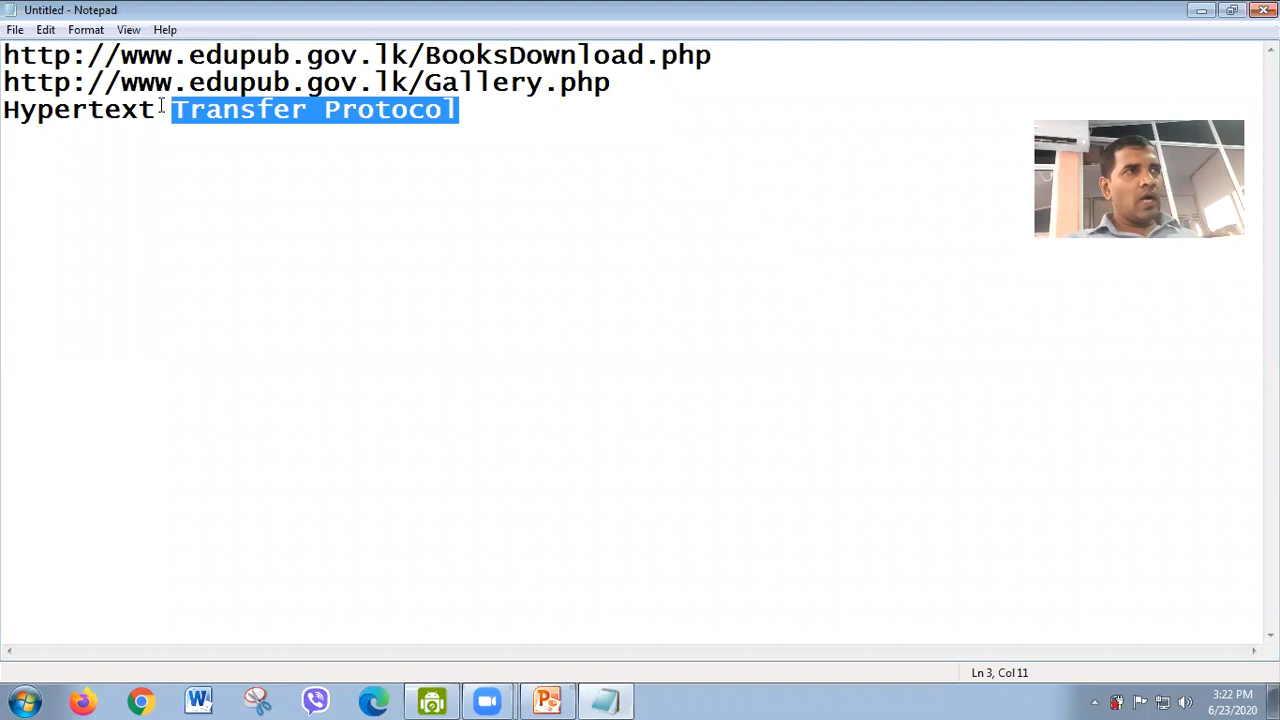 Untitled - Notepad
File Edit Format View Help
http://www.edupub.gov.lk/BooksDownload.php
http://www.edupub.gov.lk/Gallery.php
Hypertext Transfer Protocol
Ln 3, Col 11
3:22 PM
6/23/2020